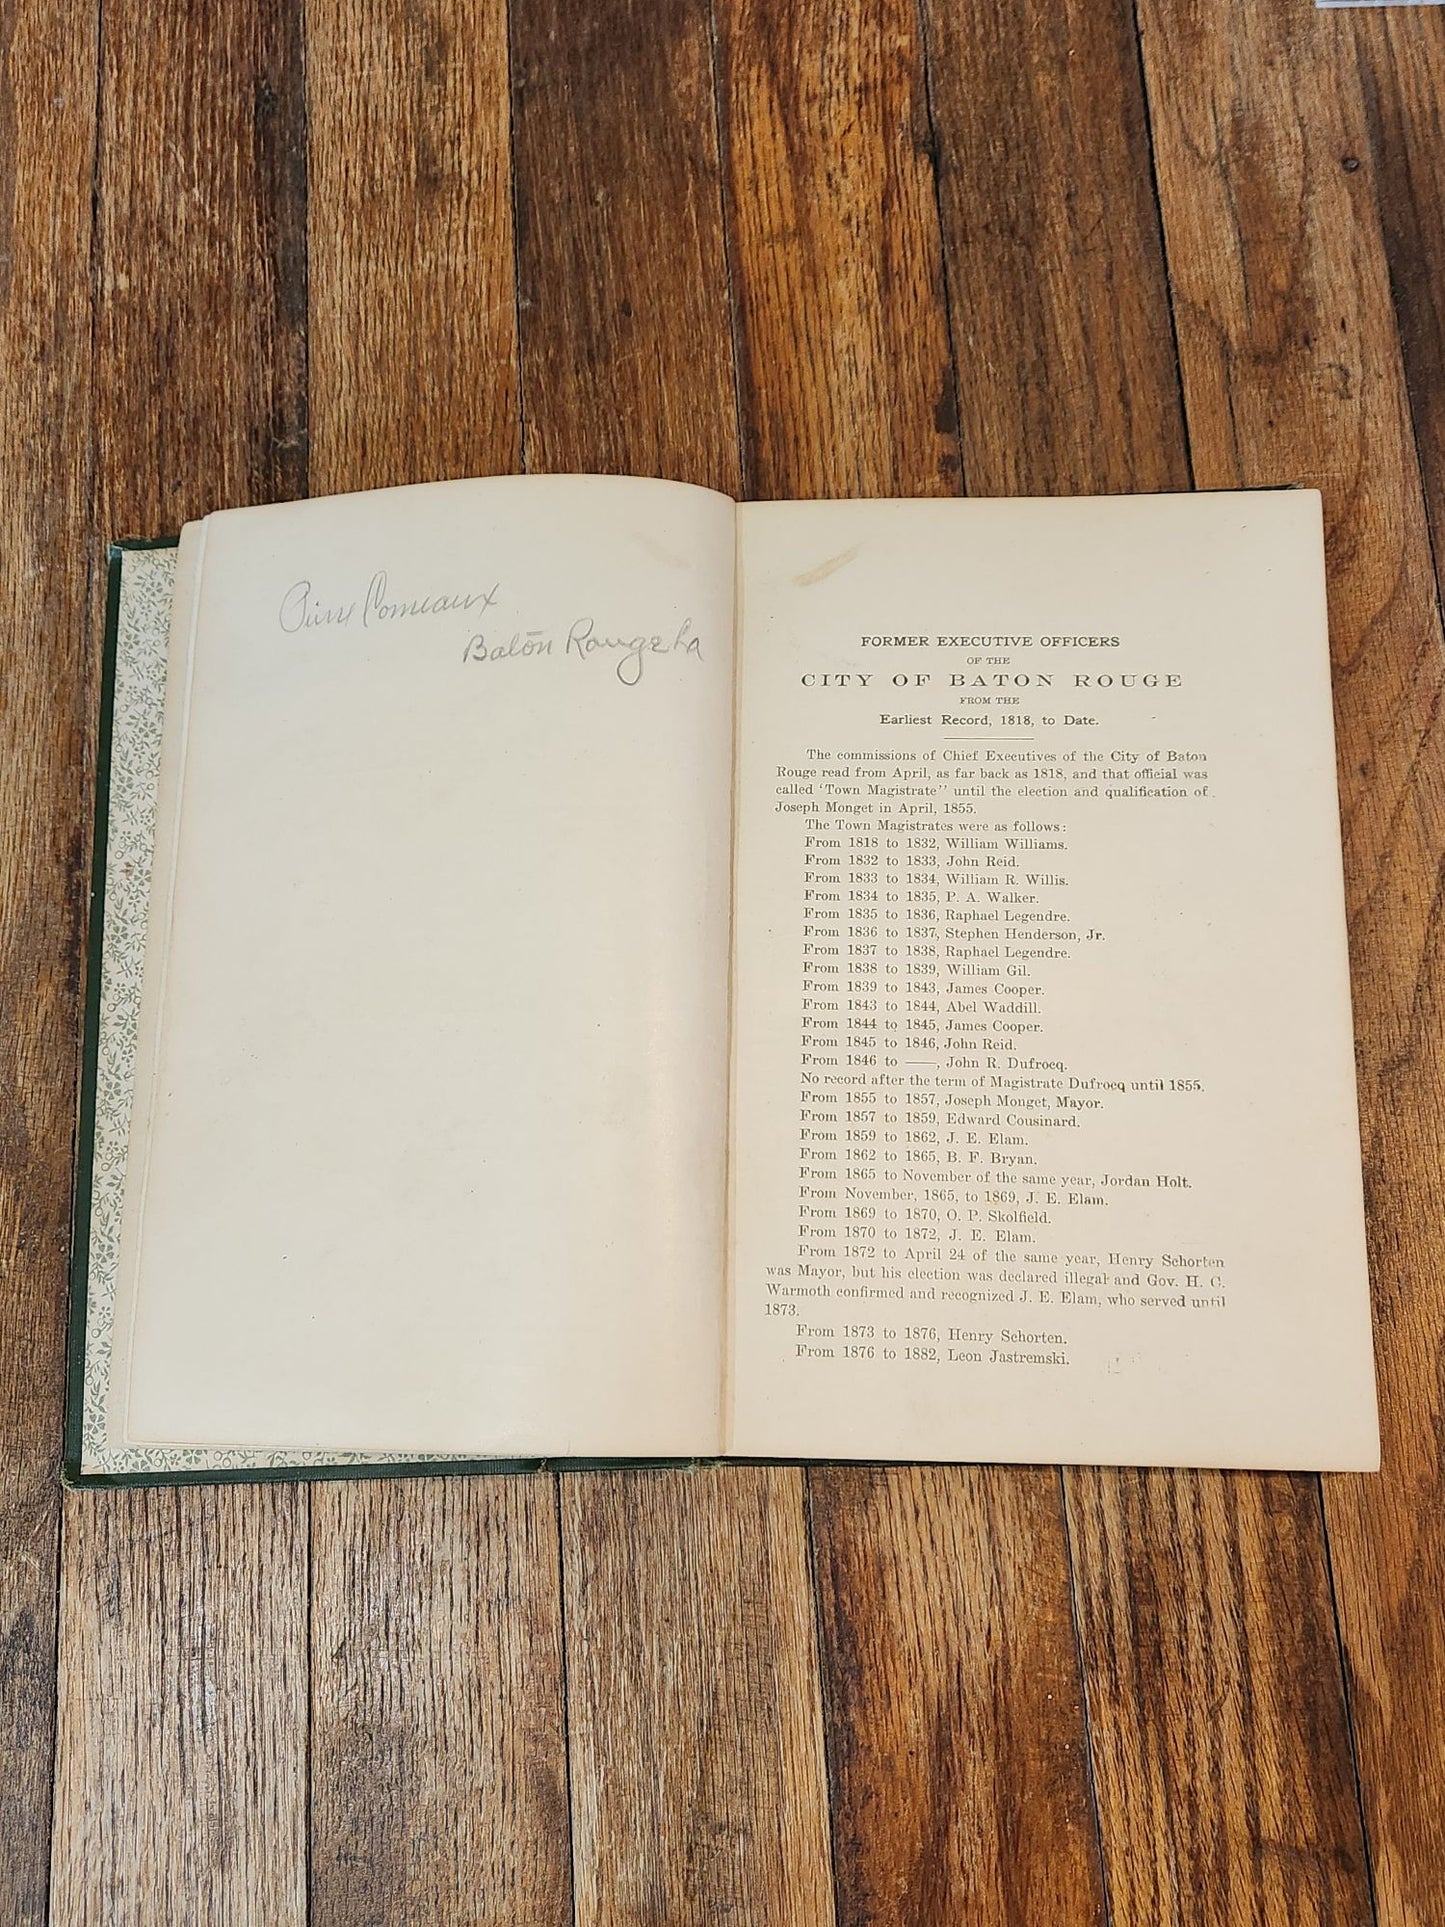 Pierre Comeaux
Baton Rouge La
FORMER EXECUTIVE OFFICERS
OF THE
CITY OF BATON ROUGE
FROM THE
Earliest Record, 1818, to Date.
The commissions of Chief Executives of the City of Baton
Rouge read from April, as far back as 1818, and that official was
called 'Town Magistrate'' until the election and qualification of
Joseph Monget in April, 1855.
The Town Magistrates were as follows:
From 1818 to 1832, William Williams.
From 1832 to 1833, John Reid.
From 1833 to 1834, William R. Willis.
From 1834 to 1835, P. A. Walker.
From 1835 to 1836, Raphael Legendre.
From 1836 to 1837, Stephen Henderson, Jr.
From 1837 to 1838, Raphael Legendre.
From 1838 to 1839, William Gil.
From 1839 to 1843, James Cooper.
From 1843 to 1844, Abel Waddill.
From 1844 to 1845, James Cooper.
From 1845 to 1846, John Reid.
From 1846 to ——, John R. Dufrocq.
No record after the term of Magistrate Dufrocq until 1855.
From 1855 to 1857, Joseph Monget, Mayor.
From 1857 to 1859, Edward Cousinard.
From 1859 to 1862, J. E. Elam.
From 1862 to 1865, B. F. Bryan.
From 1865 to November of the same year, Jordan Holt.
From November, 1865, to 1869, J. E. Elam.
From 1869 to 1870, O. P. Skolfield.
From 1870 to 1872, J. E. Elam.
From 1872 to April 24 of the same year, Henry Schorten
was Mayor, but his election was declared illegal and Gov. H. C.
Warmoth confirmed and recognized J. E. Elam, who served until
1873.
From 1873 to 1876, Henry Schorten.
From 1876 to 1882, Leon Jastremski.